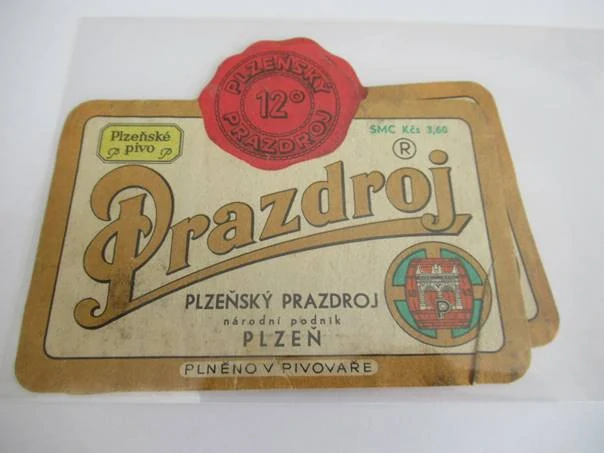 PLZEŇSKÝ
12°
PRAZDROJ
Plzeňské
pivo
SMC Kčs 3,60
®
Prazdroj
PLZEŇSKÝ PRAZDROJ
národní podnik
PLZEŇ
P
PLNĚNO V PIVOVAŘE